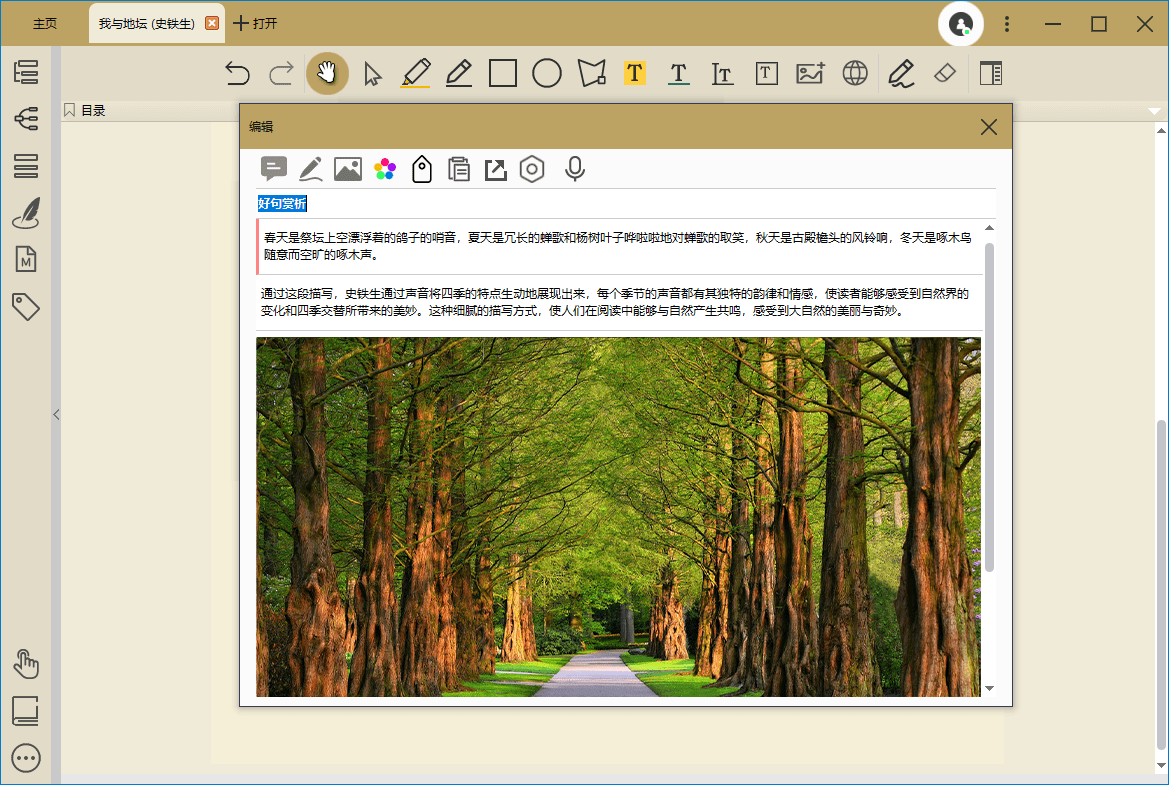 主页
我与地坛 (史铁生)
打开
目录
编辑
好句赏析
春天是祭坛上空漂浮着的鸽子的哨音，夏天是冗长的蝉歌和杨树叶子哗啦啦地对蝉歌的取笑，秋天是古殿檐头的风铃响，冬天是啄木鸟
随意而空旷的啄木声。
通过这段描写，史铁生通过声音将四季的特点生动地展现出来，每个季节的声音都有其独特的韵律和情感，使读者能够感受到自然界的
变化和四季交替所带来的美妙。这种细腻的描写方式，使人们在阅读中能够与自然产生共鸣，感受到大自然的美丽与奇妙。